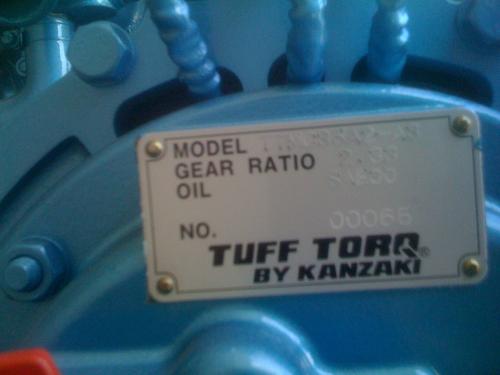 MODEL
GEAR RATIO
OIL
NO. 00065
TUFF TORQ®
BY KANZAKI